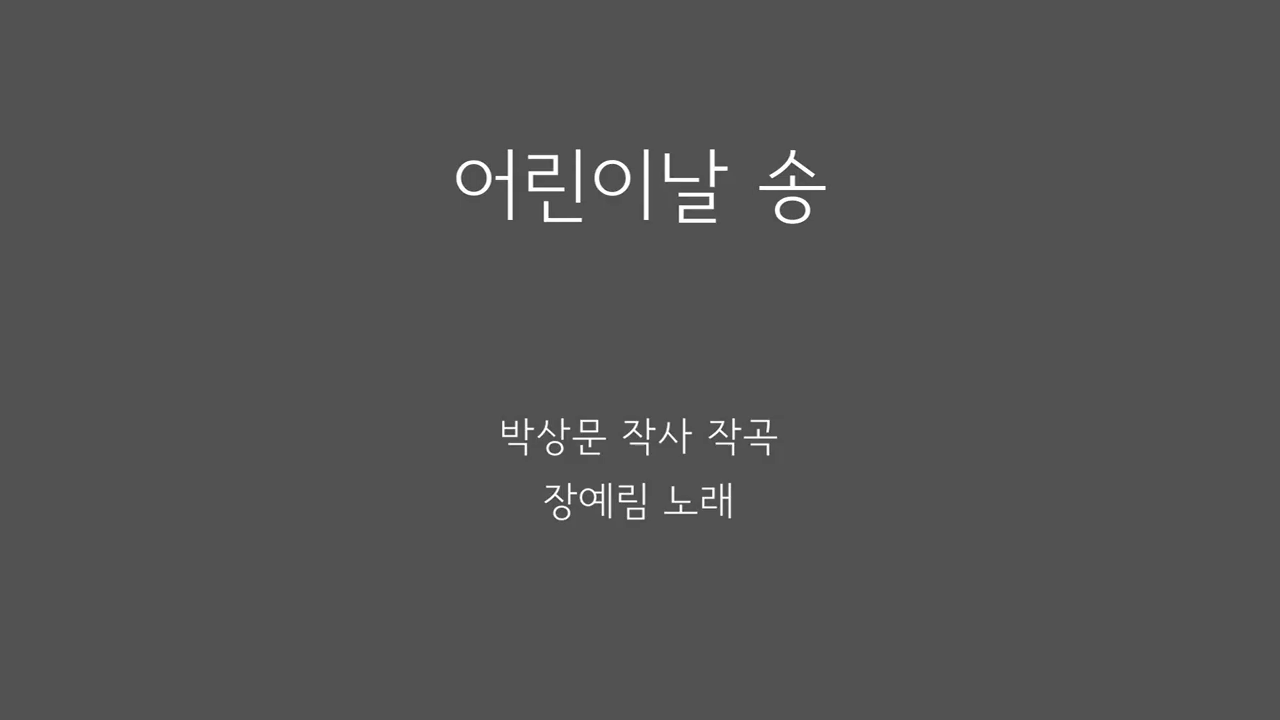 어린이날 송
박상문 작사 작곡
장예림 노래